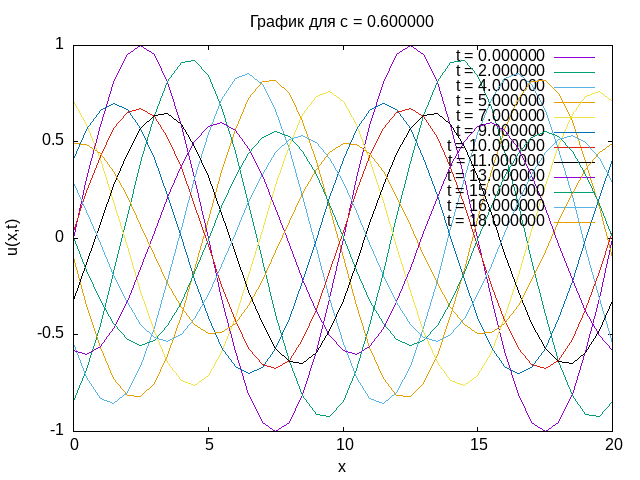 График для c = 0.600000
1
0.5
0
-0.5
-1
0
5
10
15
20
x
u(x,t)
t = 0.000000
t = 2.000000
t = 4.000000
t = 5.000000
t = 7.000000
t = 9.000000
t = 10.000000
t = 11.000000
t = 13.000000
t = 15.000000
t = 16.000000
t = 18.000000